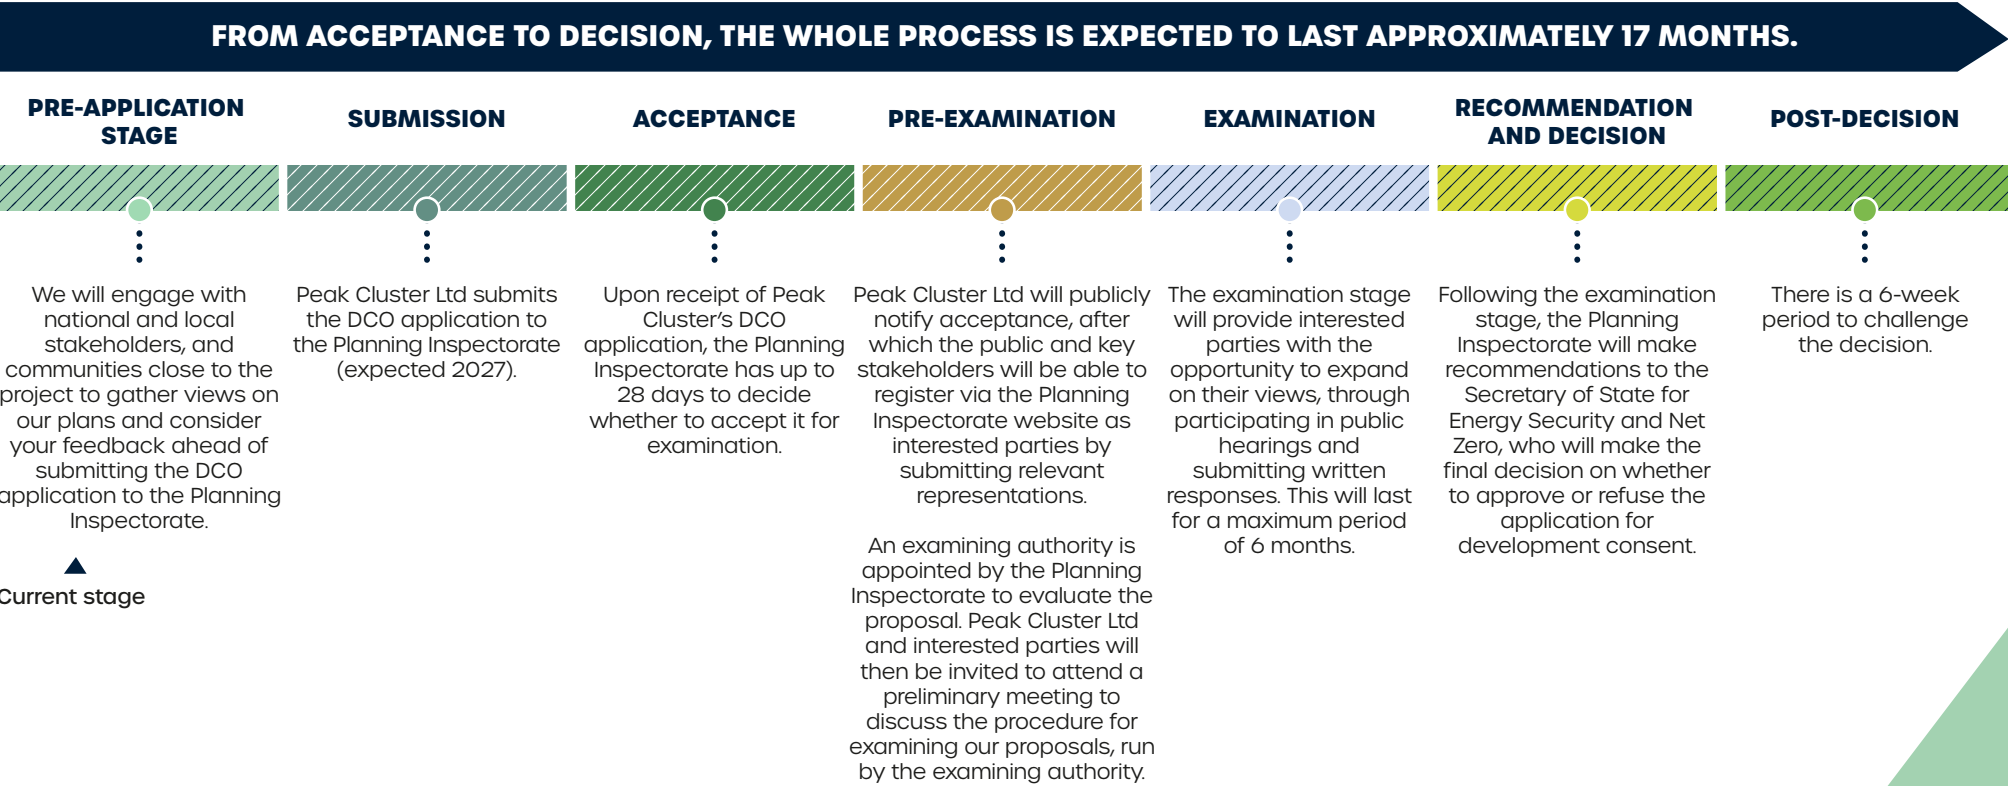 FROM ACCEPTANCE TO DECISION, THE WHOLE PROCESS IS EXPECTED TO LAST APPROXIMATELY 17 MONTHS.
PRE-APPLICATION
STAGE
We will engage with
national and local
stakeholders, and
communities close to the
project to gather views on
our plans and consider
your feedback ahead of
submitting the DCO
application to the Planning
Inspectorate.
Current stage
SUBMISSION
Peak Cluster Ltd submits
the DCO application to
the Planning Inspectorate
(expected 2027).
ACCEPTANCE
Upon receipt of Peak
Cluster’s DCO
application, the Planning
Inspectorate has up to
28 days to decide
whether to accept it for
examination.
PRE-EXAMINATION
Peak Cluster Ltd will publicly
notify acceptance, after
which the public and key
stakeholders will be able to
register via the Planning
Inspectorate website as
interested parties by
submitting relevant
representations.
An examining authority is
appointed by the Planning
Inspectorate to evaluate the
proposal. Peak Cluster Ltd
and interested parties will
then be invited to attend a
preliminary meeting to
discuss the procedure for
examining our proposals, run
by the examining authority.
EXAMINATION
The examination stage
will provide interested
parties with the
opportunity to expand
on their views, through
participating in public
hearings and
submitting written
responses. This will last
for a maximum period
of 6 months.
RECOMMENDATION
AND DECISION
Following the examination
stage, the Planning
Inspectorate will make
recommendations to the
Secretary of State for
Energy Security and Net
Zero, who will make the
final decision on whether
to approve or refuse the
application for
development consent.
POST-DECISION
There is a 6-week
period to challenge
the decision.